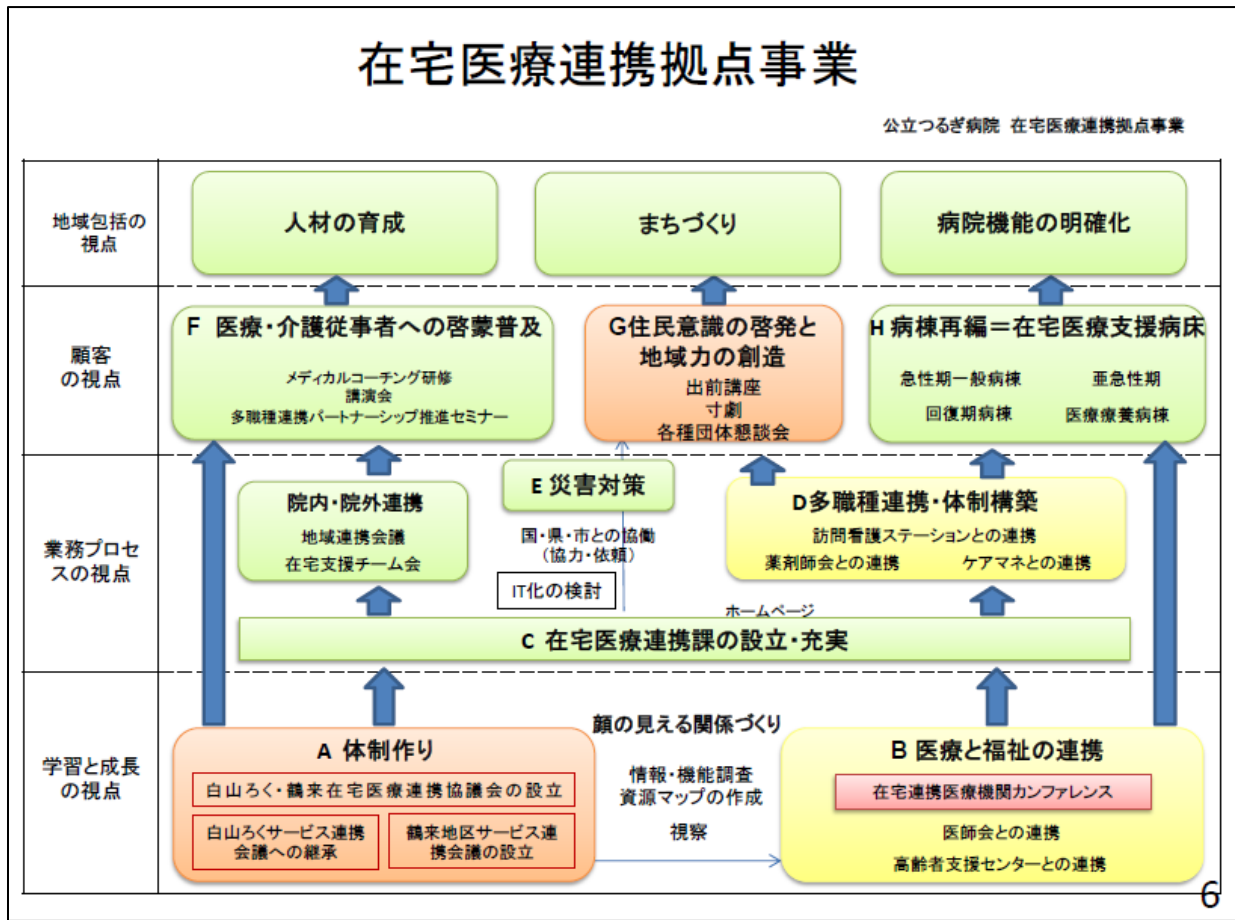 在宅医療連携拠点事業
公立つるぎ病院 在宅医療連携拠点事業
地域包括の
視点
人材の育成
まちづくり
病院機能の明確化
顧客
の視点
F 医療・介護従事者への啓蒙普及
メディカルコーチング研修
講演会
多職種連携パートナーシップ推進セミナー
G住民意識の啓発と
地域力の創造
出前講座
寸劇
各種団体懇談会
H 病棟再編＝在宅医療支援病床
急性期一般病棟 亜急性期
回復期病棟 医療療養病棟
業務プロセ
スの視点
院内・院外連携
地域連携会議
在宅支援チーム会
E 災害対策
国・県・市との協働
（協力・依頼）
IT化の検討
D多職種連携・体制構築
訪問看護ステーションとの連携
薬剤師会との連携 ケアマネとの連携
ホームページ
C 在宅医療連携課の設立・充実
学習と成長
の視点
A 体制作り
白山ろく・鶴来在宅医療連携協議会の設立
白山ろくサービス連携
会議への継承
鶴来地区サービス連
携会議の設立
顔の見える関係づくり
情報・機能調査
資源マップの作成
視察
B 医療と福祉の連携
在宅連携医療機関カンファレンス
医師会との連携
高齢者支援センターとの連携
6